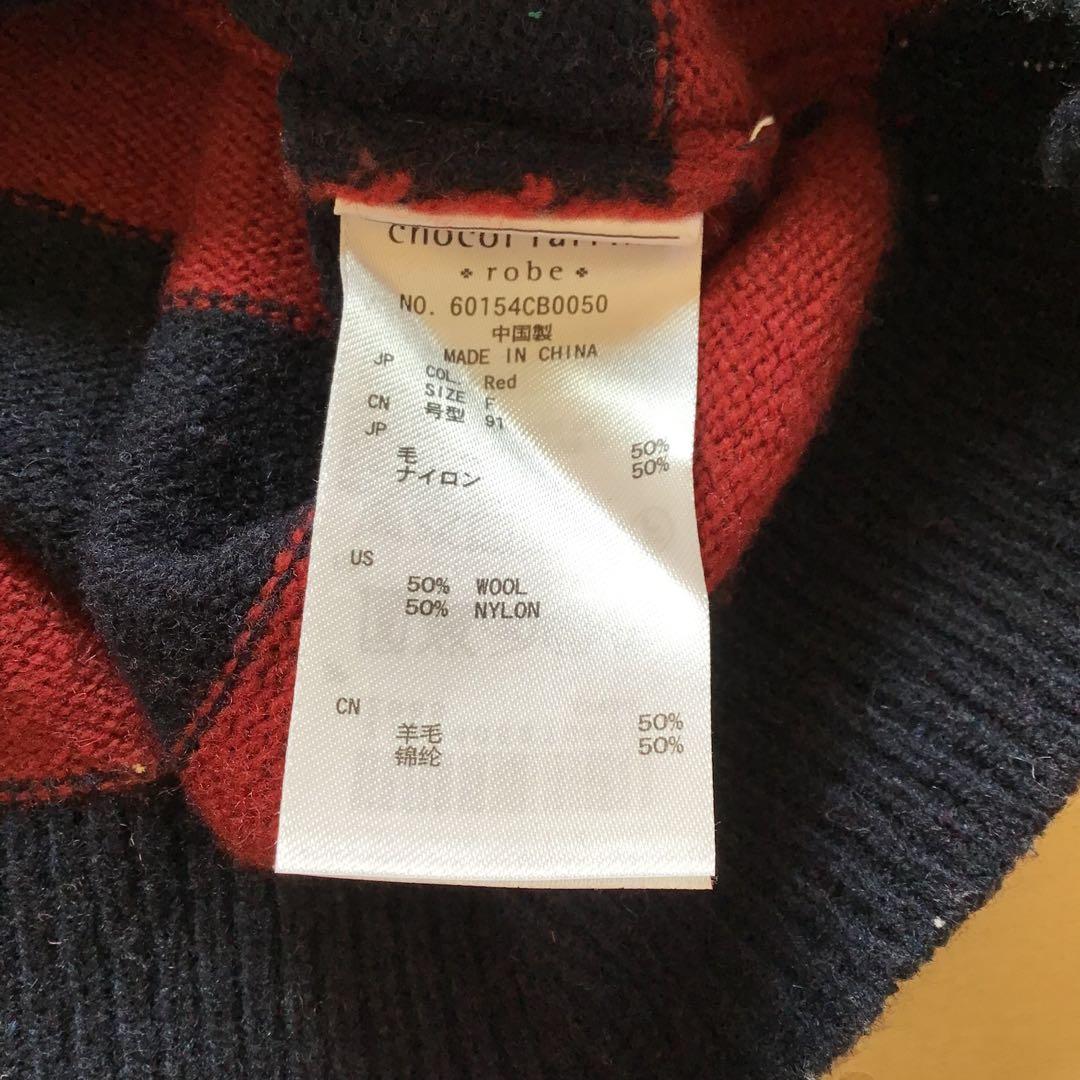 chocol
❖ robe ❖
NO. 60154CB0050
中国製
MADE IN CHINA
JP COL. Red
SIZE F
CN 号型 91
JP
毛 50%
ナイロン 50%
US
50% WOOL
50% NYLON
CN
羊毛 50%
锦纶 50%